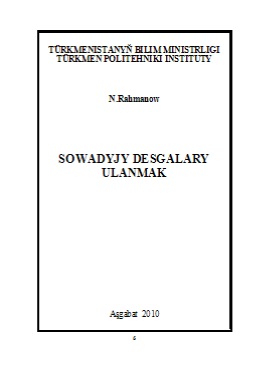 TÜRKMENISTANYŇ BILIM MINISTRLIGI
TÜRKMEN POLITEHNIKI INSTITUTY
N.Rahmanow
SOWADYJY DESGALARY
ULANMAK
Aşgabat 2010
6